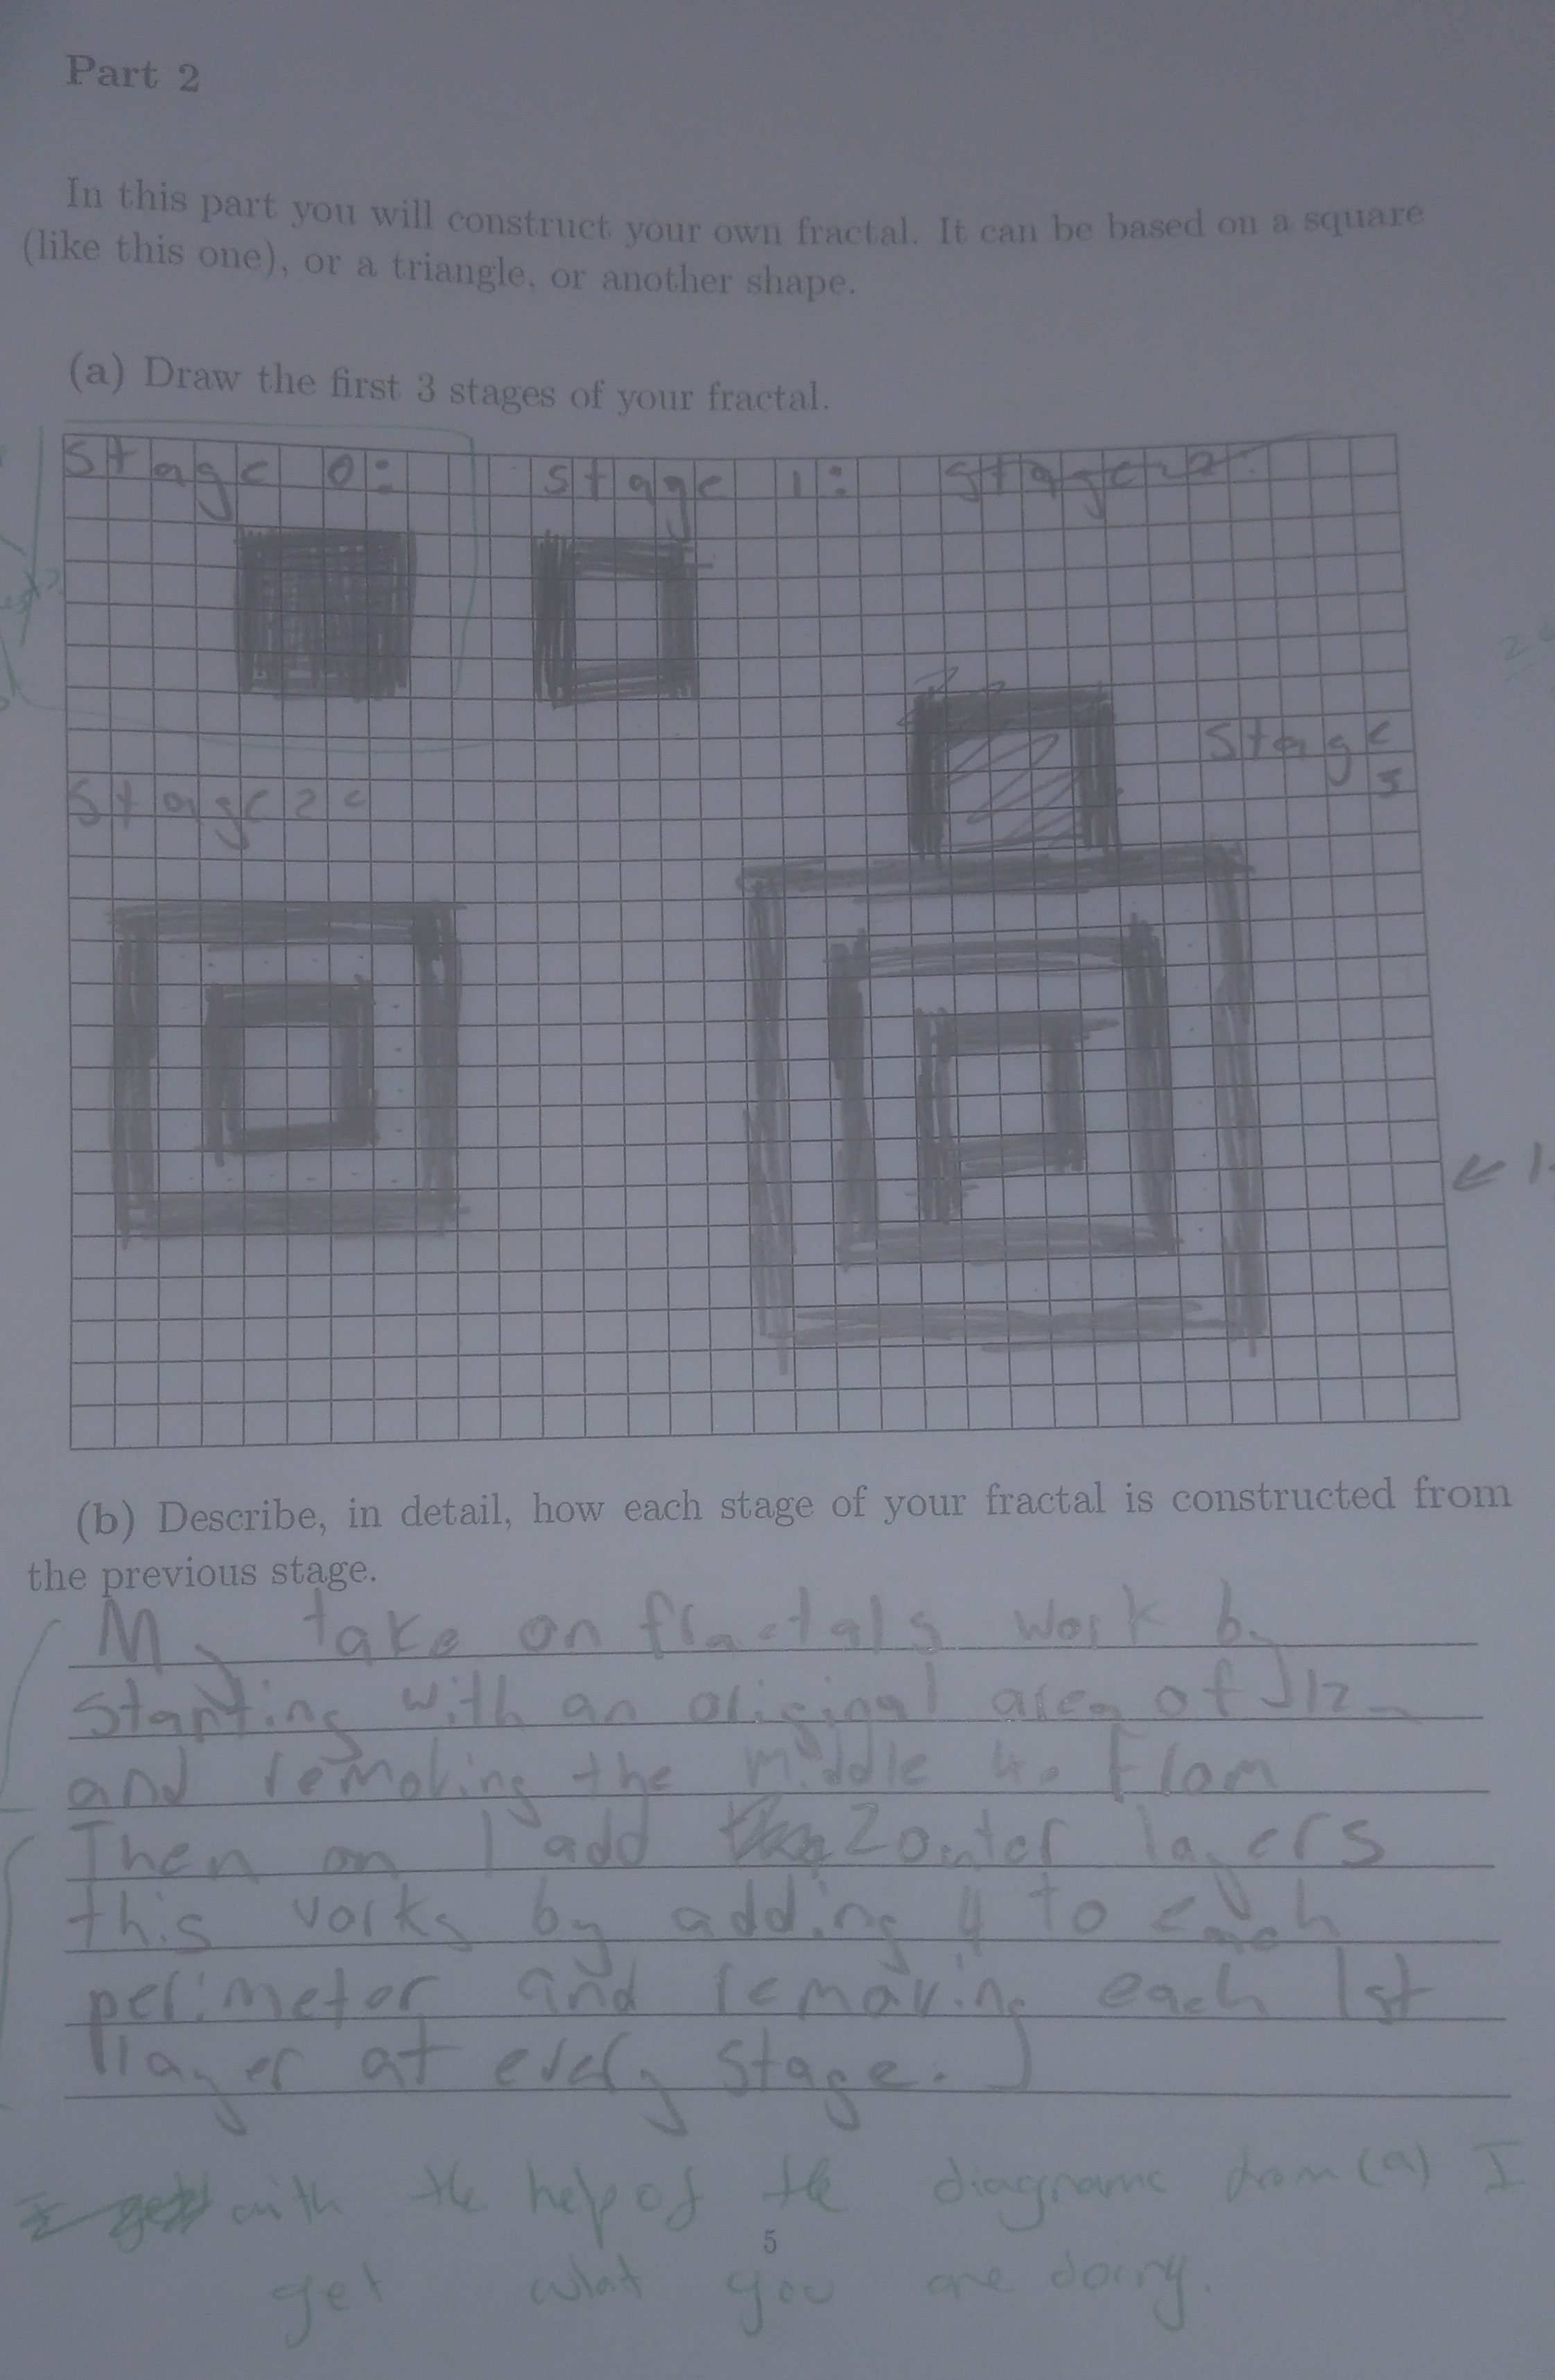 Part 2
In this part you will construct your own fractal. It can be based on a square
(like this one), or a triangle, or another shape.
(a) Draw the first 3 stages of your fractal.
Stage 0: Stage 1: Stage 2:
Stage
3
Stage 2:
(b) Describe, in detail, how each stage of your fractal is constructed from
the previous stage.
My take on fractals work by
starting with an original area of
and removing the middle 4. From
Then on I add 2 outer layers
this works by adding 4 to each
perimeter and removing each 1st
layer at every stage.
with the help of the diagrams from (a) I
5
get what you are doing.